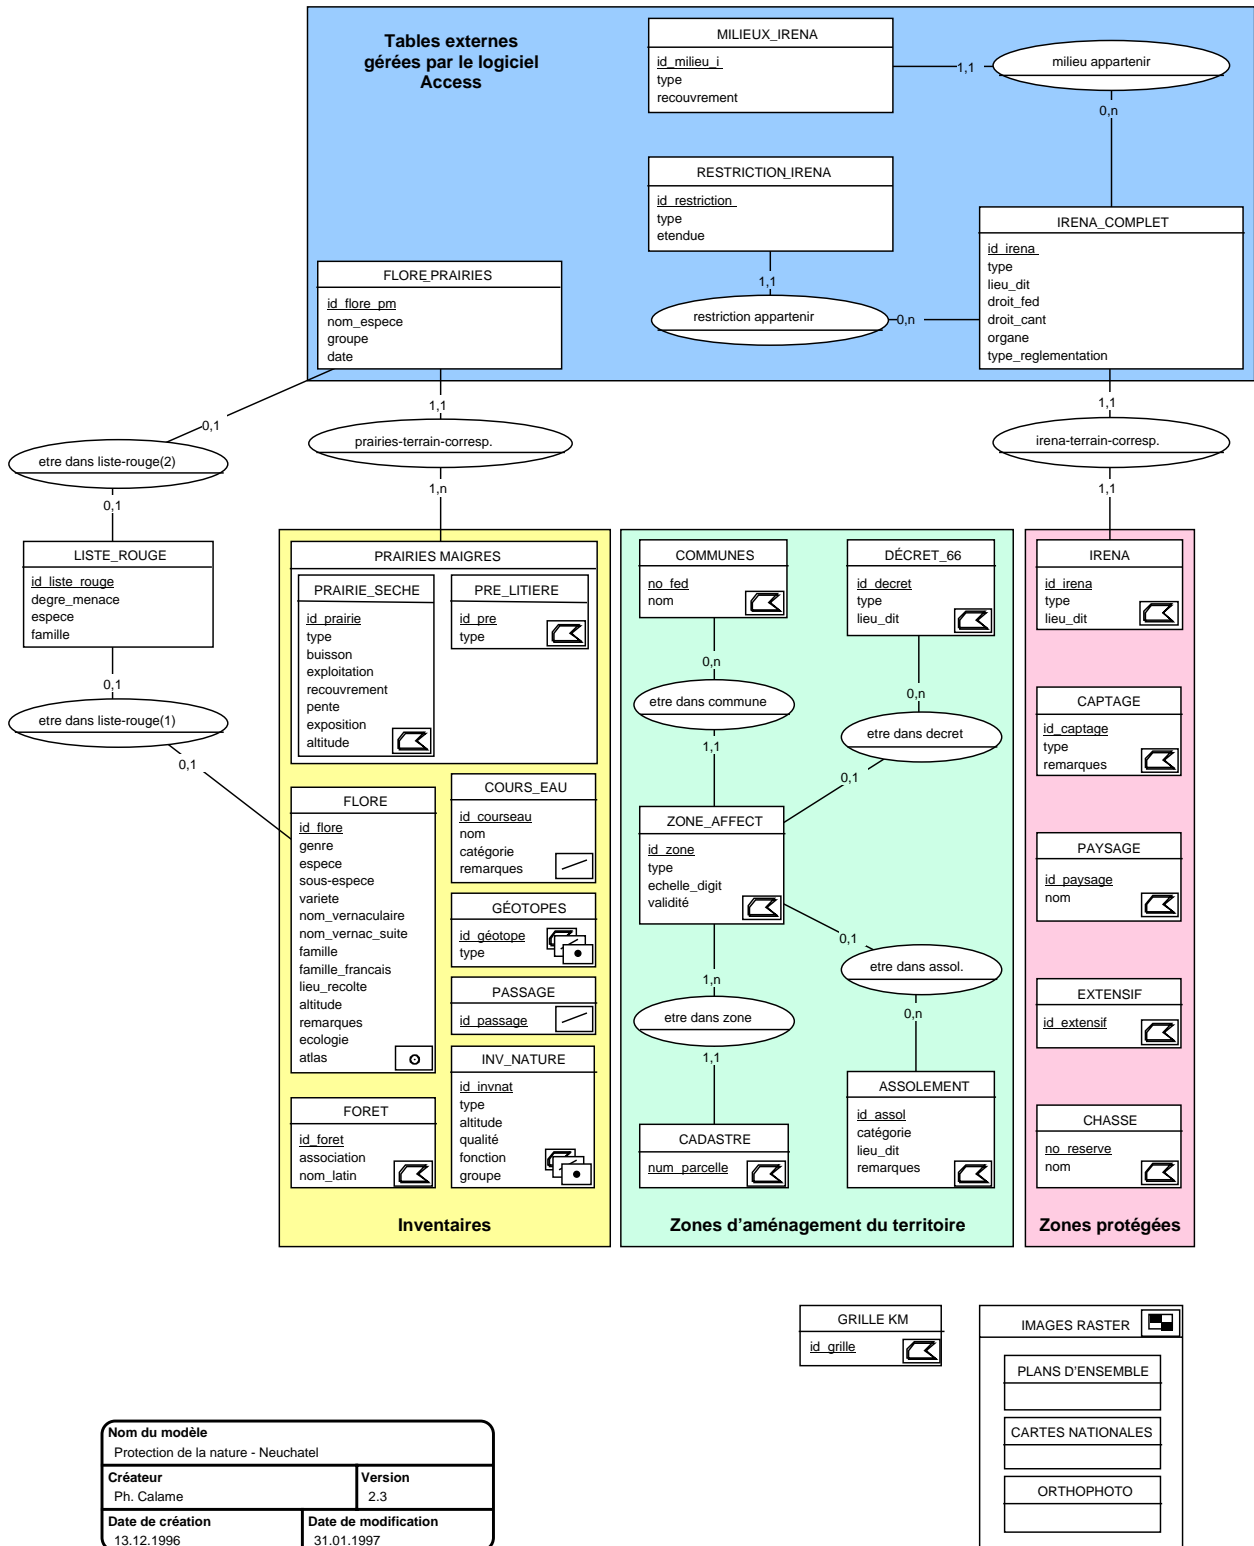 Tables externes
gérées par le logiciel
Access
MILIEUX_IRENA
id_milieu_i
type
recouvrement
1,1
milieu appartenir
0,n
RESTRICTION_IRENA
id_restriction
type
etendue
1,1
restriction appartenir
0,n
IRENA_COMPLET
id_irena
type
lieu_dit
droit_fed
droit_cant
organe
type_reglementation
FLORE_PRAIRIES
id_flore_pm
nom_espece
groupe
date
0,1
etre dans liste-rouge(2)
0,1
1,1
prairies-terrain-corresp.
1,n
1,1
irena-terrain-corresp.
1,1
LISTE_ROUGE
id_liste_rouge
degre_menace
espece
famille
0,1
etre dans liste-rouge(1)
0,1
PRAIRIES MAIGRES
PRAIRIE_SECHE
id_prairie
type
buisson
exploitation
recouvrement
pente
exposition
altitude
PRE_LITIERE
id_pre
type
FLORE
id_flore
genre
espece
sous-espece
variete
nom_vernaculaire
nom_vernac_suite
famille
famille_francais
lieu_recolte
altitude
remarques
ecologie
atlas
COURS_EAU
id_courseau
nom
catégorie
remarques
GÉOTOPES
id_géotope
type
PASSAGE
id_passage
INV_NATURE
id_invnat
type
altitude
qualité
fonction
groupe
FORET
id_foret
association
nom_latin
Inventaires
COMMUNES
no_fed
nom
0,n
etre dans commune
1,1
DÉCRET_66
id_decret
type
lieu_dit
0,n
etre dans decret
0,1
ZONE_AFFECT
id_zone
type
echelle_digit
validité
0,1
etre dans assol.
0,n
1,n
etre dans zone
1,1
CADASTRE
num_parcelle
ASSOLEMENT
id_assol
catégorie
lieu_dit
remarques
Zones d'aménagement du territoire
IRENA
id_irena
type
lieu_dit
CAPTAGE
id_captage
type
remarques
PAYSAGE
id_paysage
nom
EXTENSIF
id_extensif
CHASSE
no_reserve
nom
Zones protégées
GRILLE KM
id_grille
IMAGES RASTER
PLANS D'ENSEMBLE
CARTES NATIONALES
ORTHOPHOTO
Nom du modèle
Protection de la nature - Neuchatel
Créateur
Ph. Calame
Version
2.3
Date de création
13.12.1996
Date de modification
31.01.1997